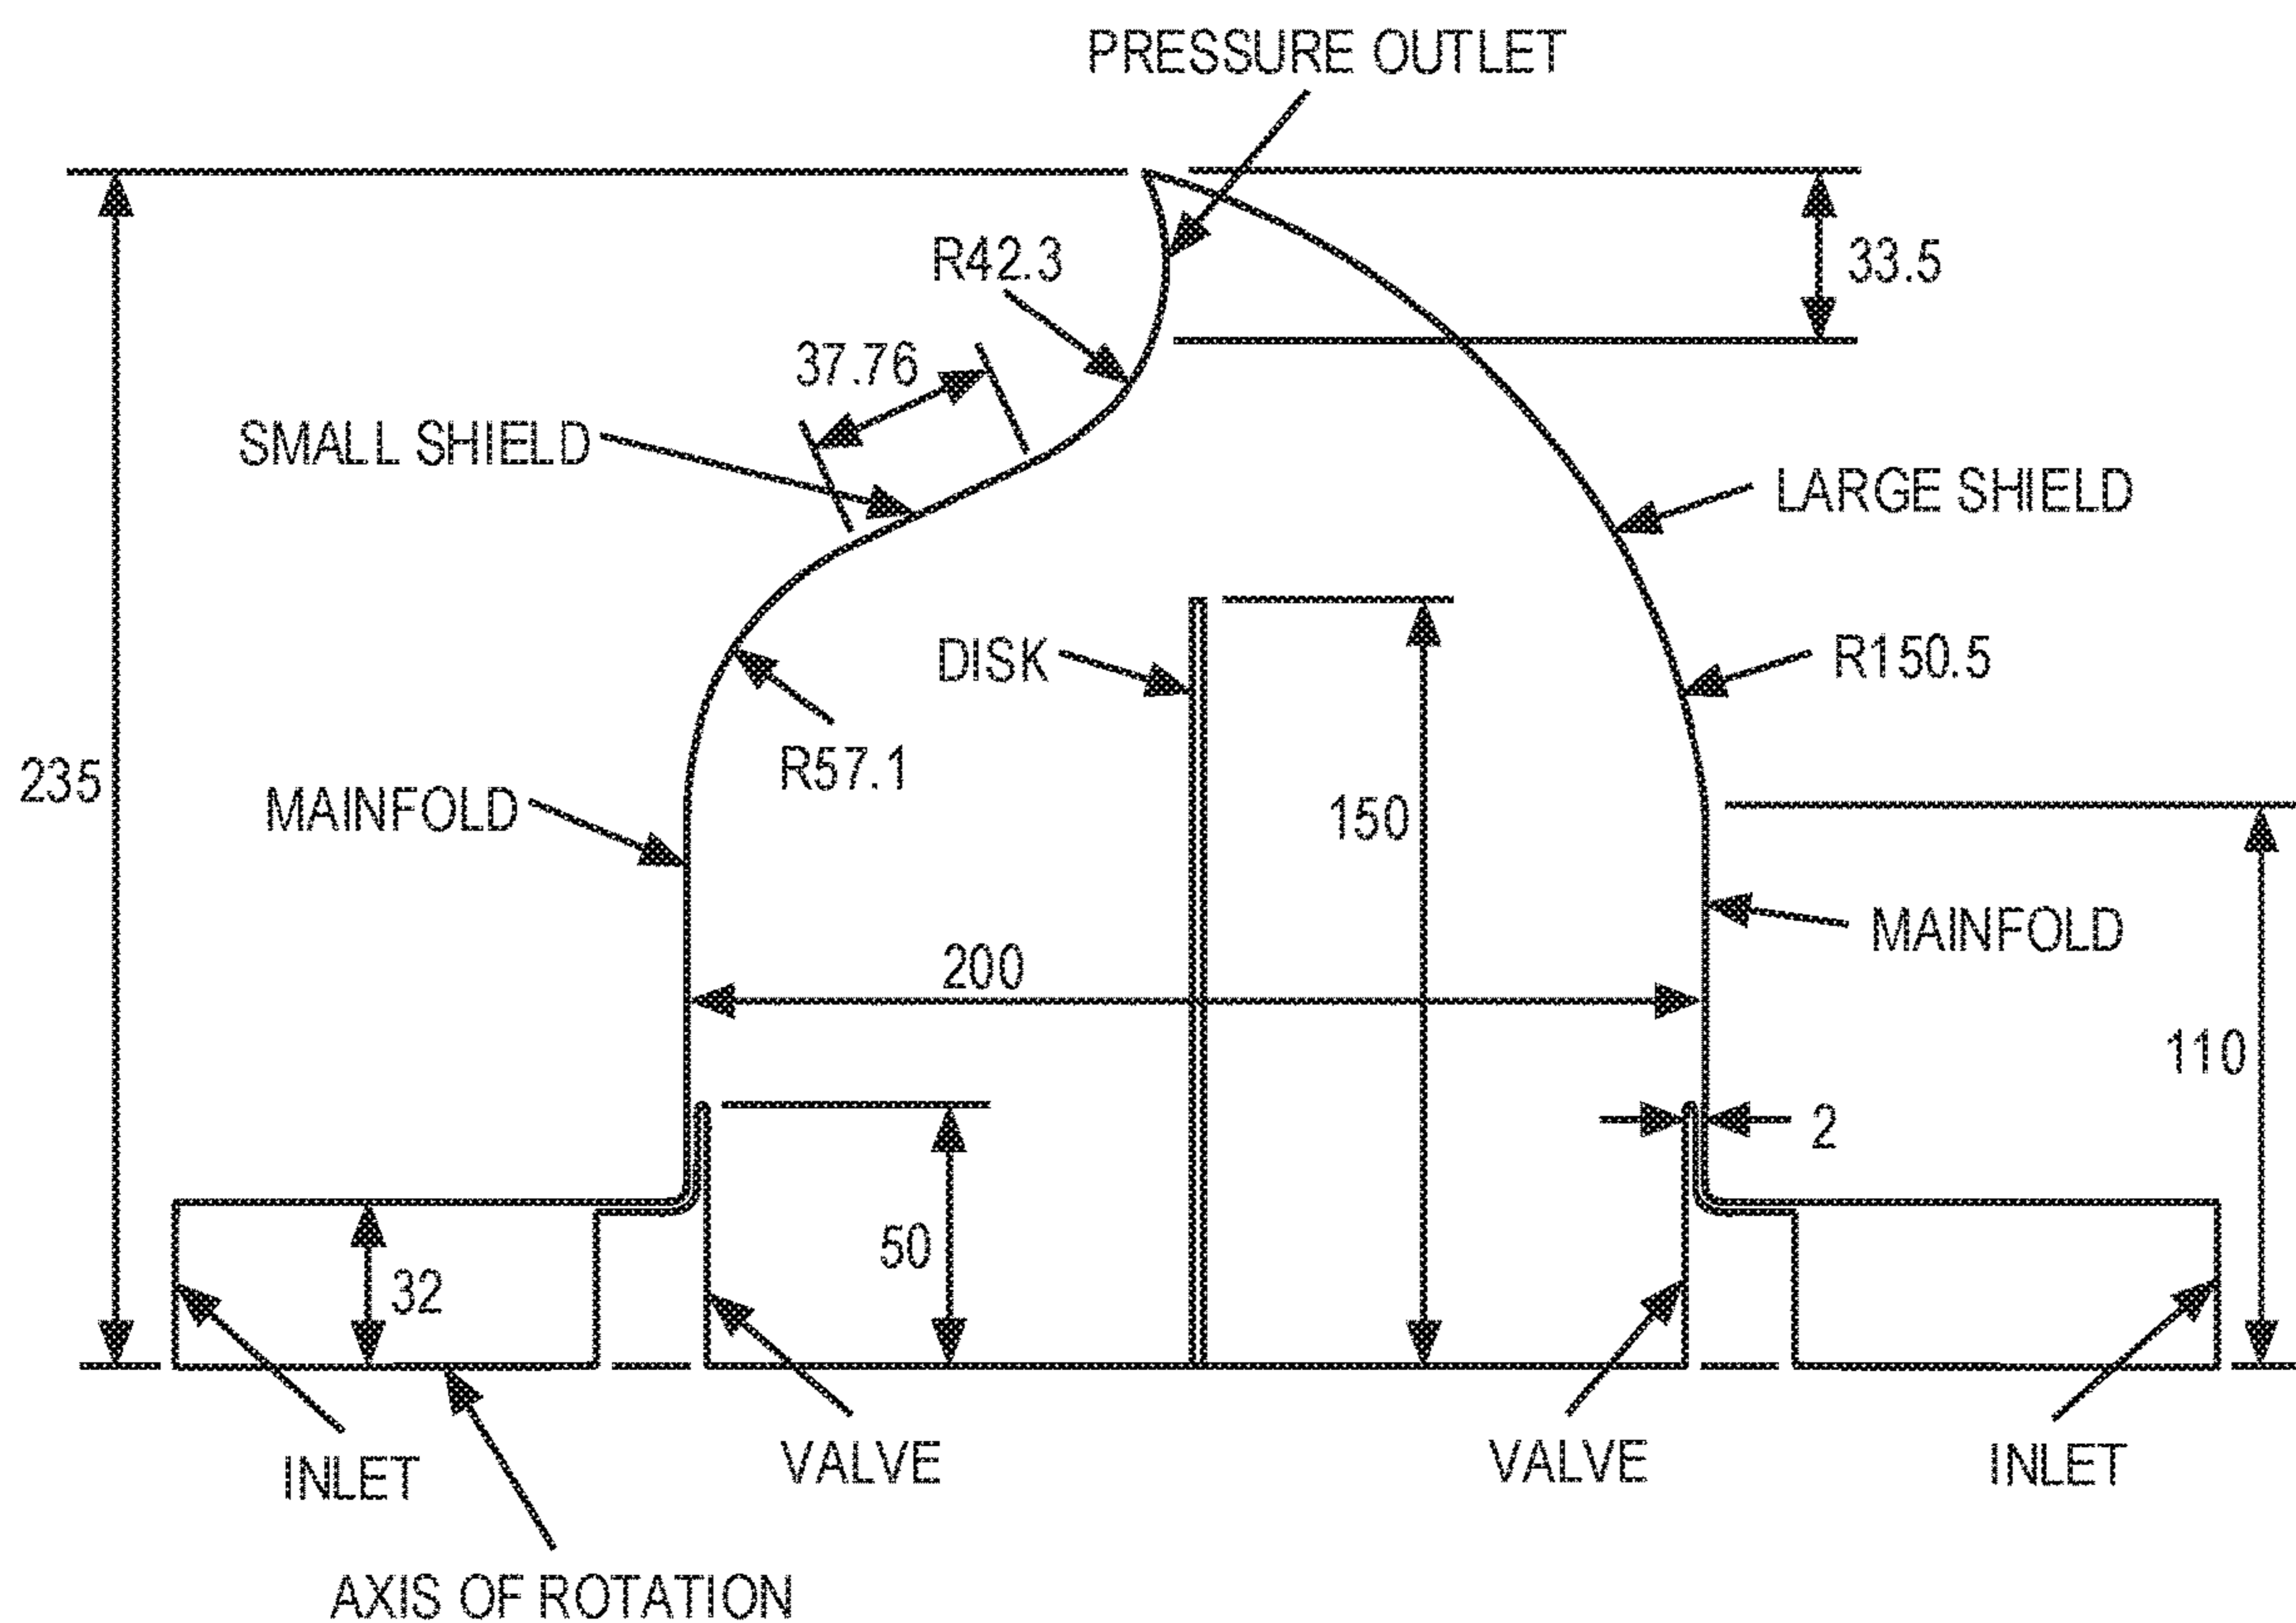 PRESSURE OUTLET
R42.3
33.5
37.76
SMALL SHIELD
LARGE SHIELD
DISK
R150.5
R57.1
235
MAINFOLD
150
MAINFOLD
200
110
2
50
32
INLET
VALVE
VALVE
INLET
AXIS OF ROTATION